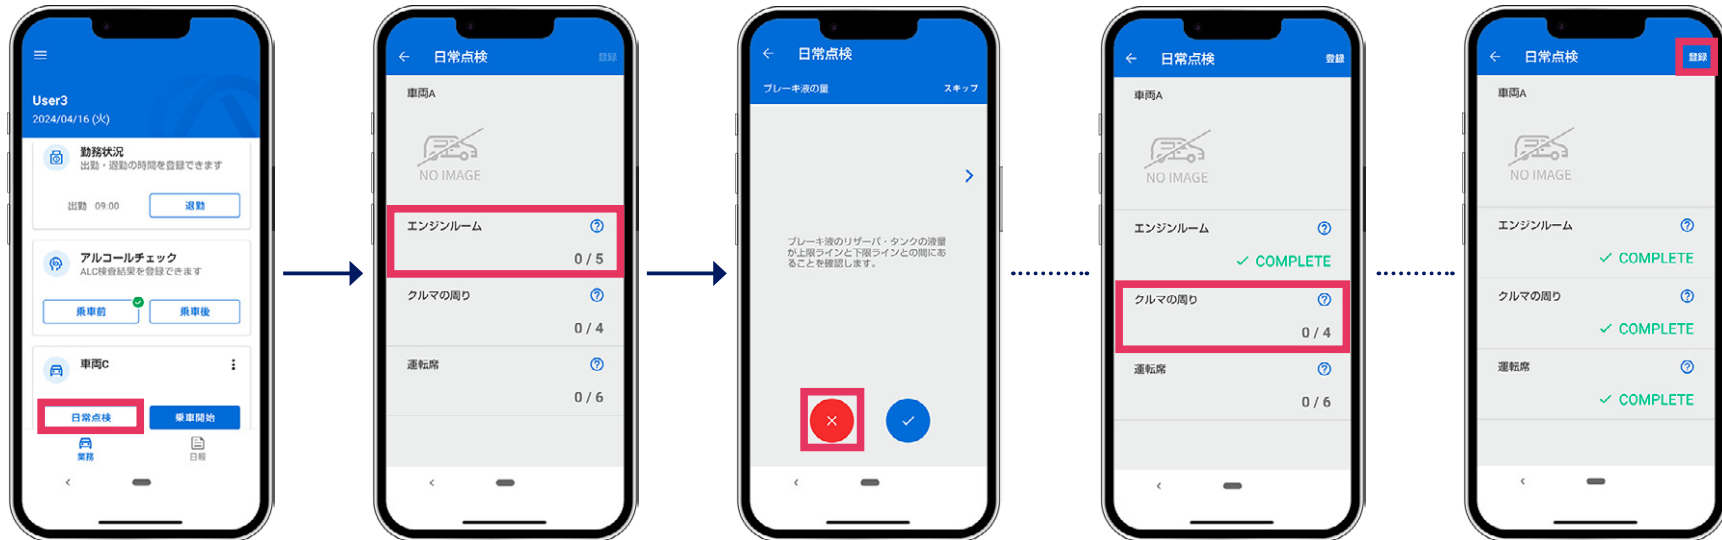 User3
2024/04/16 (火)
勤務状況
出勤・退勤の時間を登録できます
出勤 09:00
退勤
アルコールチェック
ALC検査結果を登録できます
乗車前
乗車後
車両C
日常点検
乗車開始
業務
日報
日常点検
登録
車両A
NO IMAGE
エンジンルーム
0 / 5
クルマの周り
0 / 4
運転席
0 / 6
日常点検
ブレーキ液の量
スキップ
ブレーキ液のリザーバ・タンクの液量
が上限ラインと下限ラインとの間にあ
ることを確認します。
日常点検
登録
車両A
NO IMAGE
エンジンルーム
COMPLETE
クルマの周り
0 / 4
運転席
0 / 6
日常点検
登録
車両A
NO IMAGE
エンジンルーム
COMPLETE
クルマの周り
COMPLETE
運転席
COMPLETE